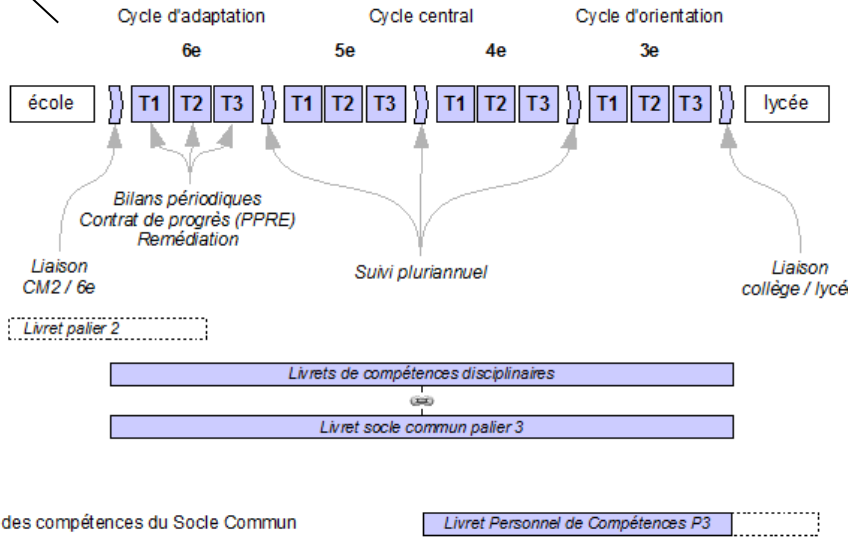 Cycle d'adaptation Cycle central Cycle d'orientation
6e 5e 4e 3e
école T1 T2 T3 T1 T2 T3 T1 T2 T3 T1 T2 T3 lycée
Bilans périodiques
Contrat de progrès (PPRE)
Remédiation
Liaison
CM2 / 6e
Suivi pluriannuel
Liaison
collège / lycée
Livret palier 2
Livrets de compétences disciplinaires
Livret socle commun palier 3
des compétences du Socle Commun
Livret Personnel de Compétences P3